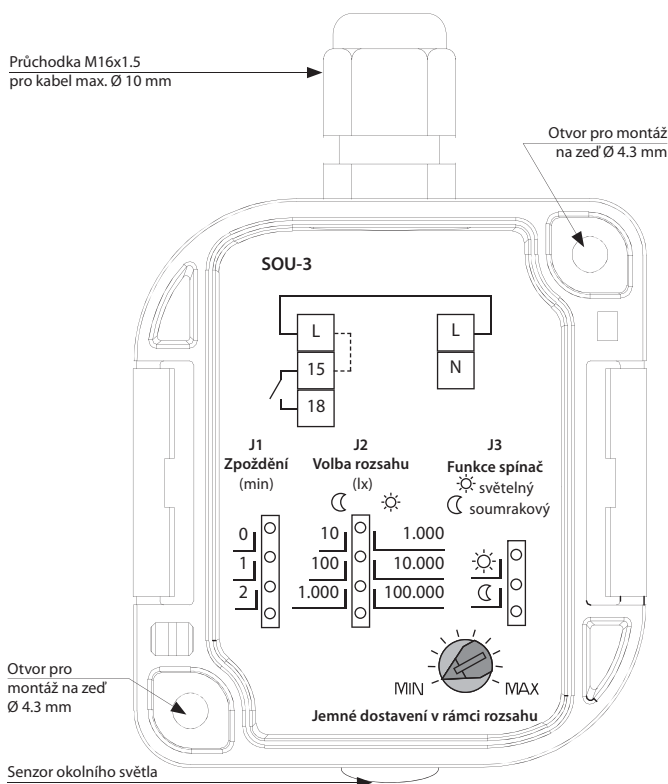 Průchodka M16x1.5
pro kabel max. Ø 10 mm
Otvor pro montáž
na zeď Ø 4.3 mm
SOU-3
L
15
18
L
N
J1
Zpoždění
(min)
0
1
2
J2
Volba rozsahu
(lx)
10 1.000
100 10.000
1.000 100.000
J3
Funkce spínač
světelný
soumrakový
MIN MAX
Jemné dostavení v rámci rozsahu
Otvor pro
montáž na zeď
Ø 4.3 mm
Senzor okolního světla